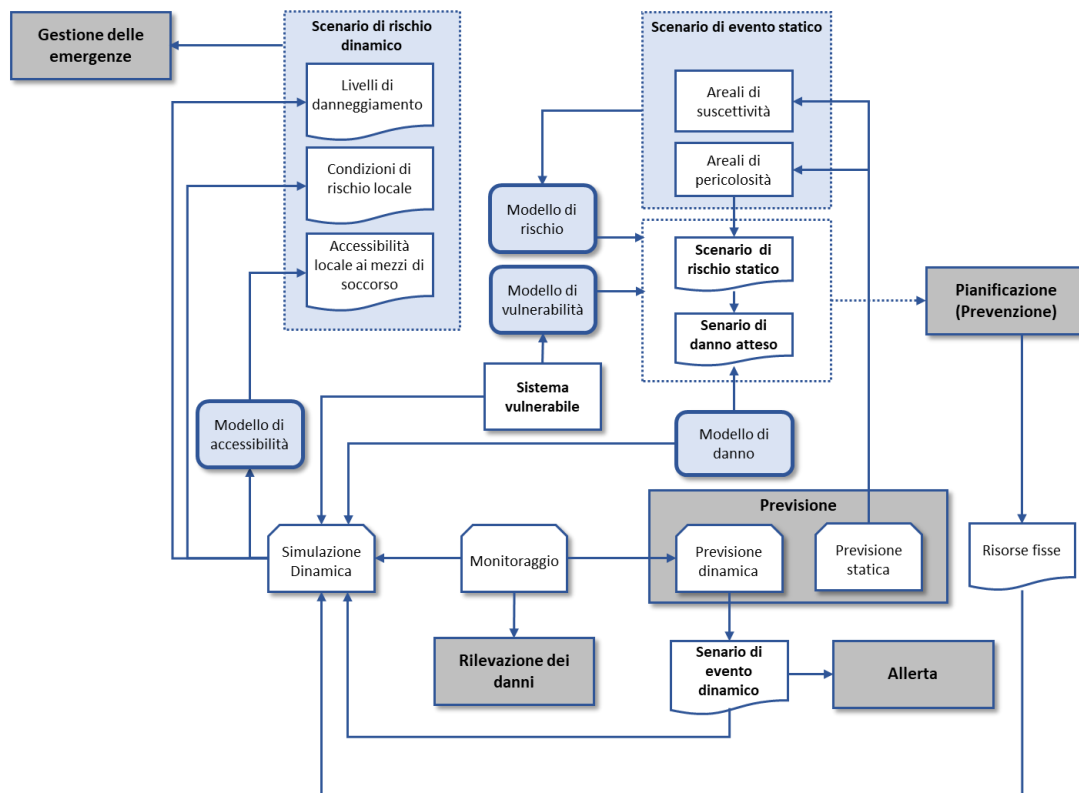 Gestione delle
emergenze
Scenario di rischio
dinamico
Livelli di
danneggiamento
Condizioni di
rischio locale
Accessibilità
locale ai mezzi di
soccorso
Scenario di evento statico
Areali di
suscettività
Areali di
pericolosità
Modello di
rischio
Scenario di
rischio statico
Modello di
vulnerabilità
Senario di
danno atteso
Pianificazione
(Prevenzione)
Sistema
vulnerabile
Modello di
accessibilità
Modello di
danno
Previsione
Simulazione
Dinamica
Monitoraggio
Previsione
dinamica
Previsione
statica
Risorse fisse
Rilevazione dei
danni
Senario di
evento
dinamico
Allerta